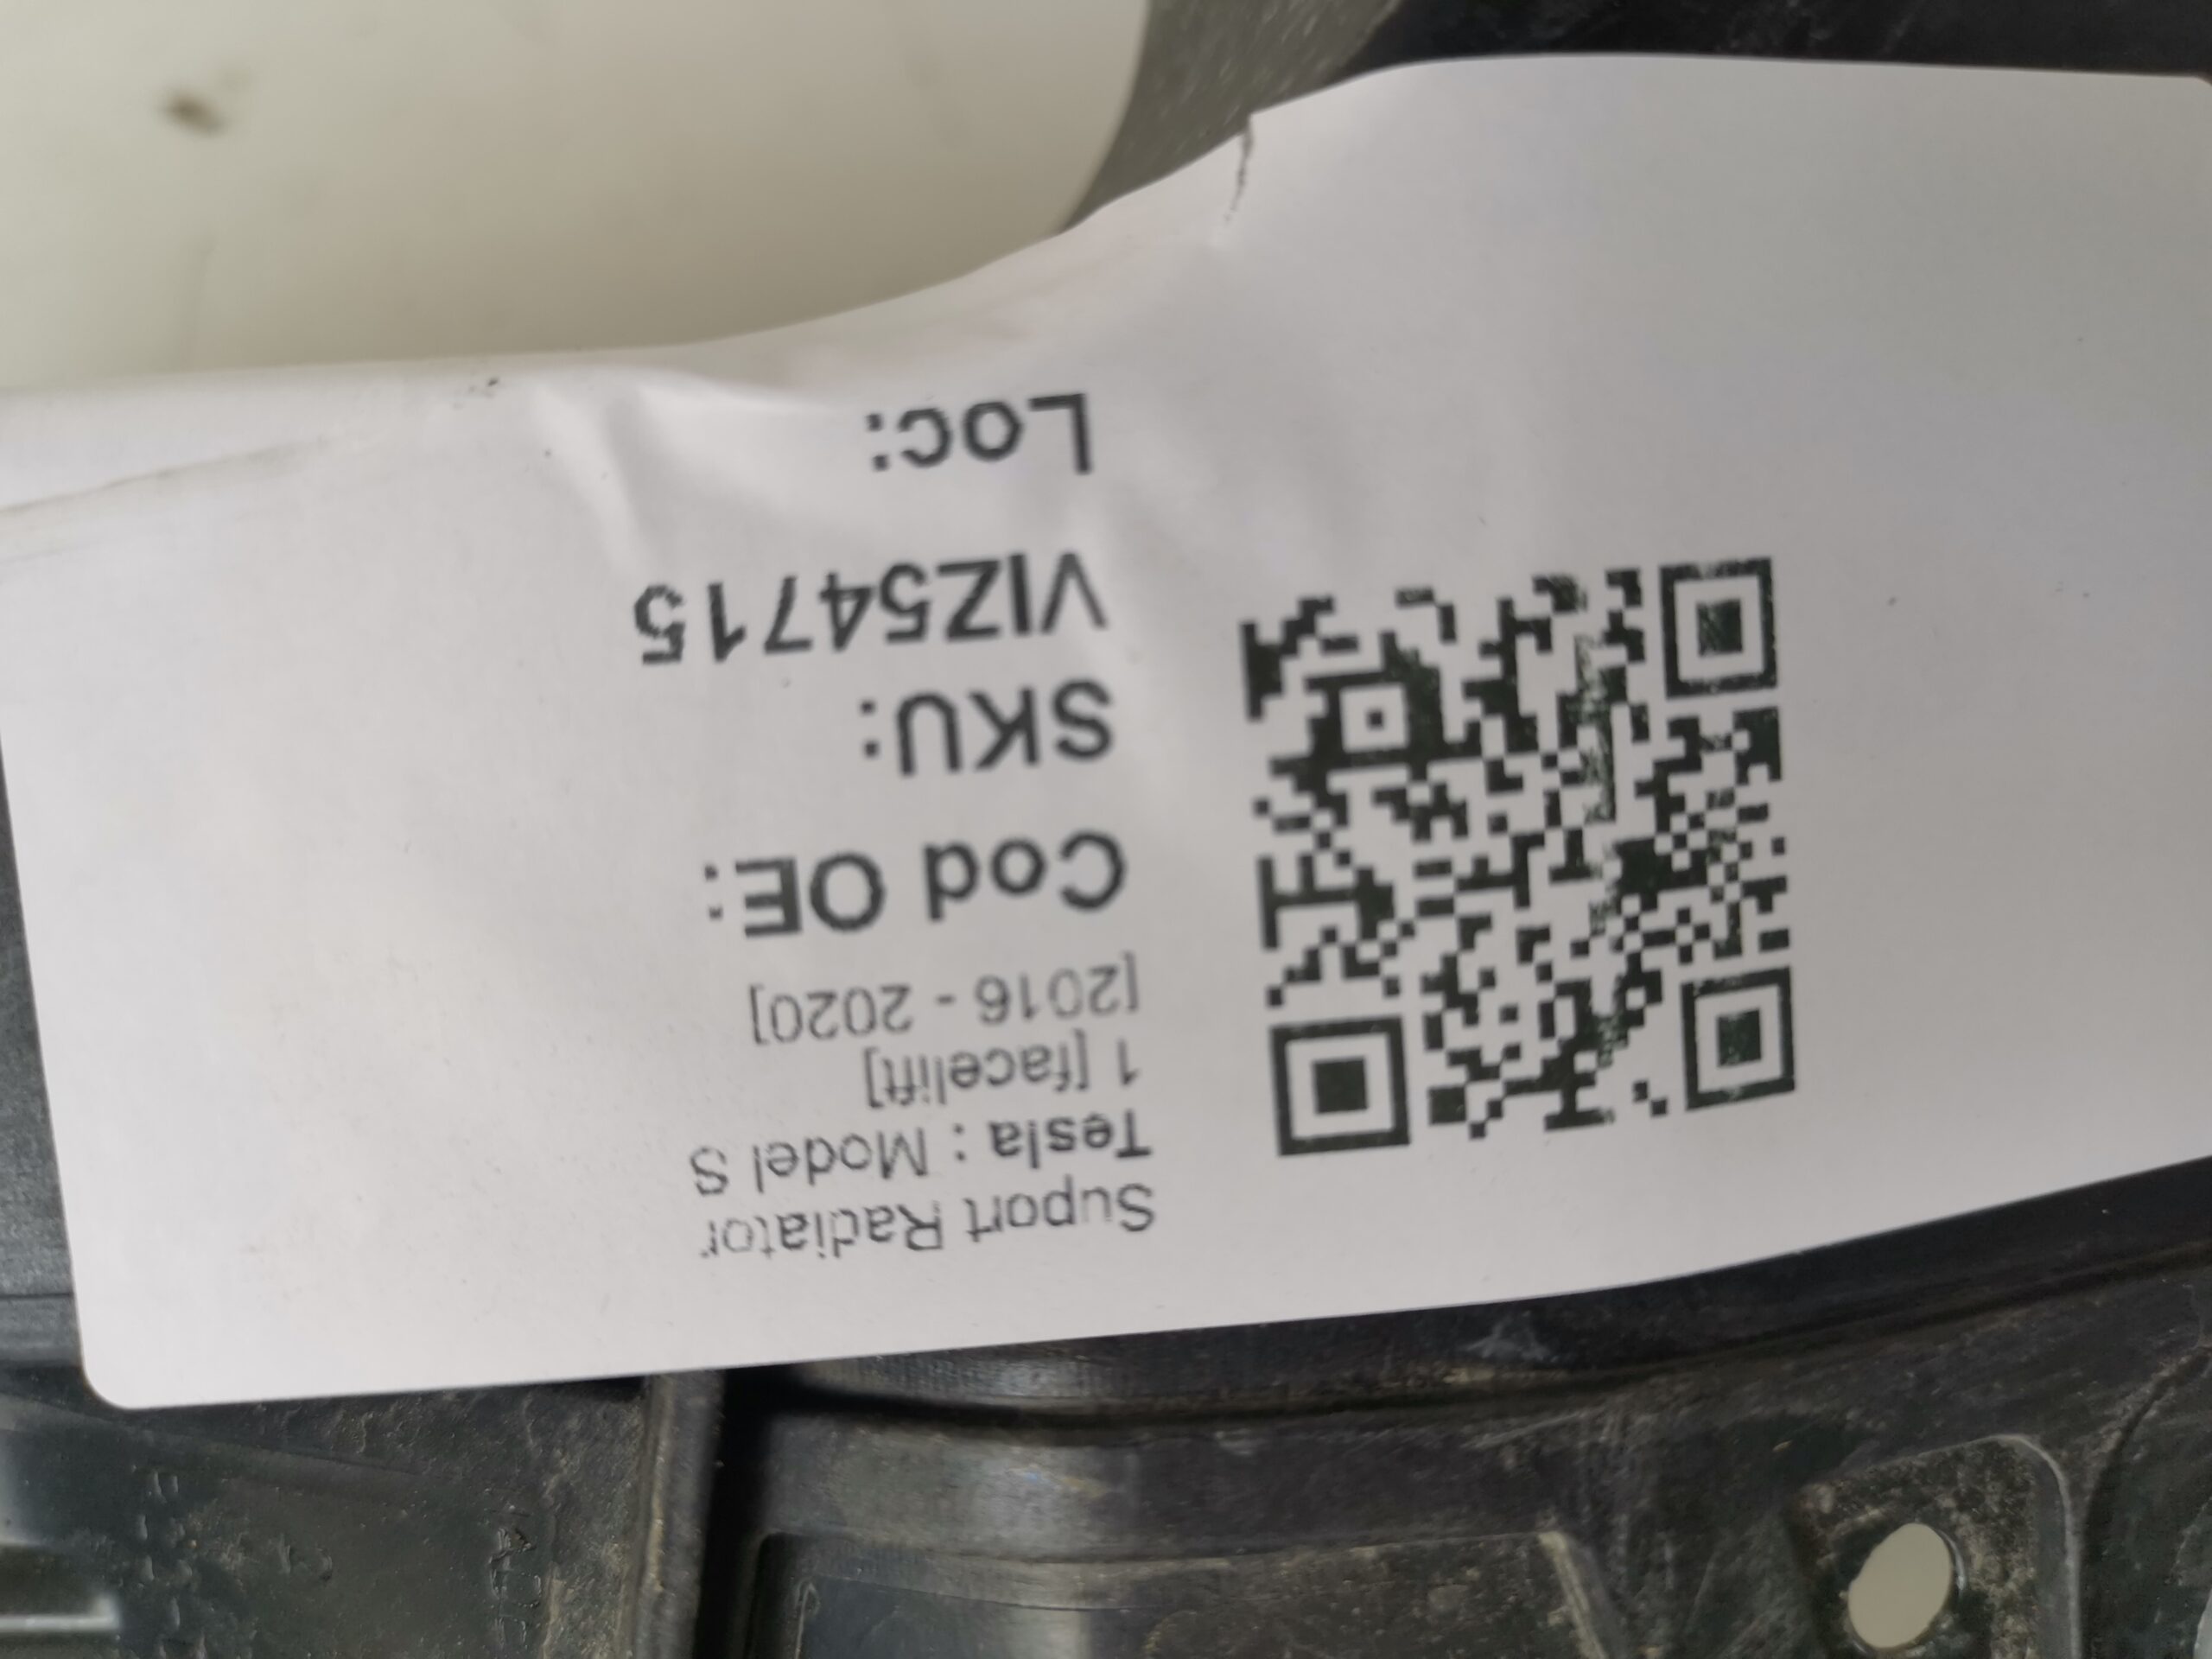 Suport Radiator
Tesla : Model S
1 [facelift]
[2016 - 2020]
Cod OE:
SKU:
VIZ54715
Loc: